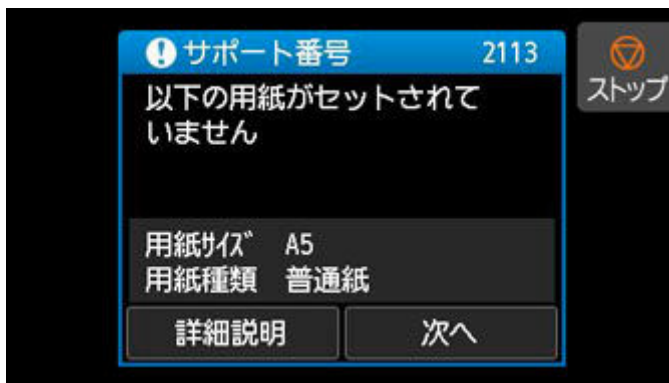 サポート番号 2113
ストップ
以下の用紙がセットされて
いません
用紙サイズ A5
用紙種類 普通紙
詳細説明 次へ